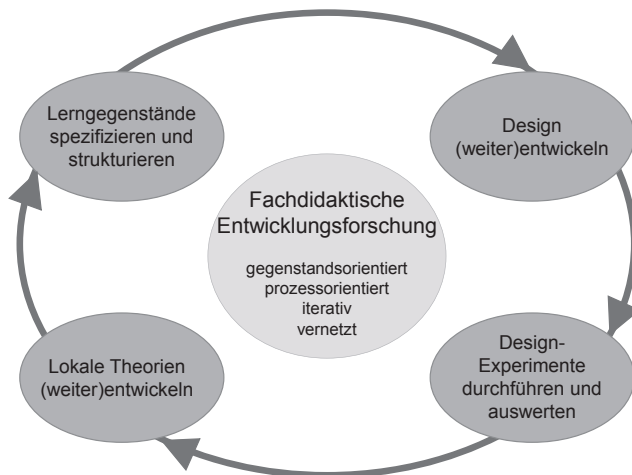 Lerngegenstände
spezifizieren und
strukturieren
Design
(weiter)entwickeln
Fachdidaktische
Entwicklungsforschung
gegenstandsorientiert
prozessorientiert
iterativ
vernetzt
Lokale Theorien
(weiter)entwickeln
Design-
Experimente
durchführen und
auswerten